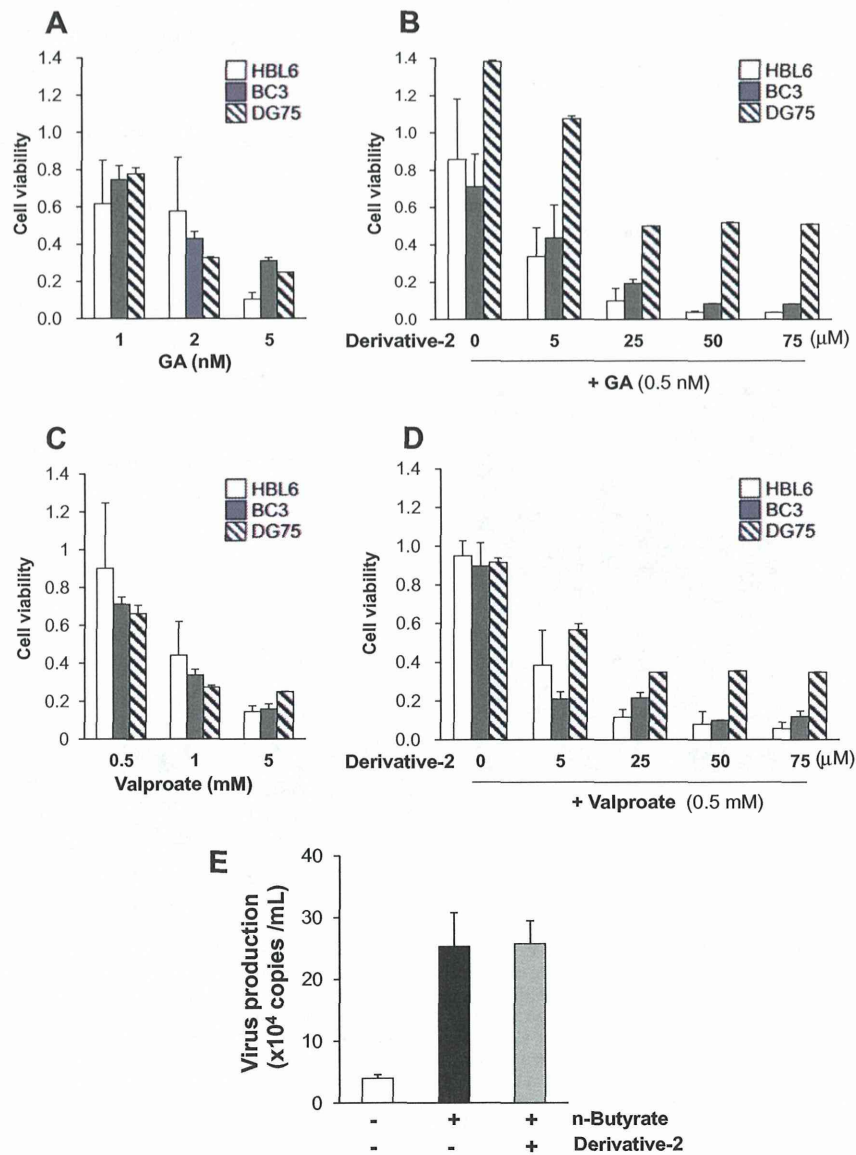 A
Cell viability
1.4
1.2
1.0
0.8
0.6
0.4
0.2
0.0
HBL6
BC3
DG75
1 2 5
GA (nM)
B
Cell viability
1.4
1.2
1.0
0.8
0.6
0.4
0.2
0.0
HBL6
BC3
DG75
Derivative-2 0 5 25 50 75 (μM)
+ GA (0.5 nM)
C
Cell viability
1.4
1.2
1
0.8
0.6
0.4
0.2
0
HBL6
BC3
DG75
0.5 1 5
Valproate (mM)
D
Cell viability
1.4
1.2
1.0
0.8
0.6
0.4
0.2
0.0
HBL6
BC3
DG75
Derivative-2 0 5 25 50 75 (μM)
+ Valproate (0.5 mM)
E
Virus production
(x10⁴ copies /mL)
40
30
20
10
0
- + + n-Butyrate
- - + Derivative-2